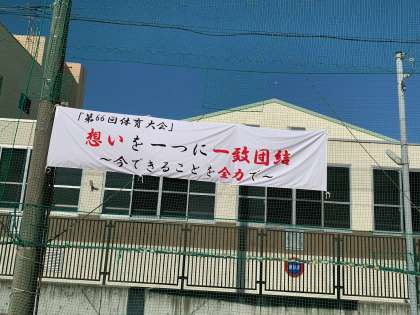 「第66回体育大会」
想いを一つに一致団結
～今できることを全力で～